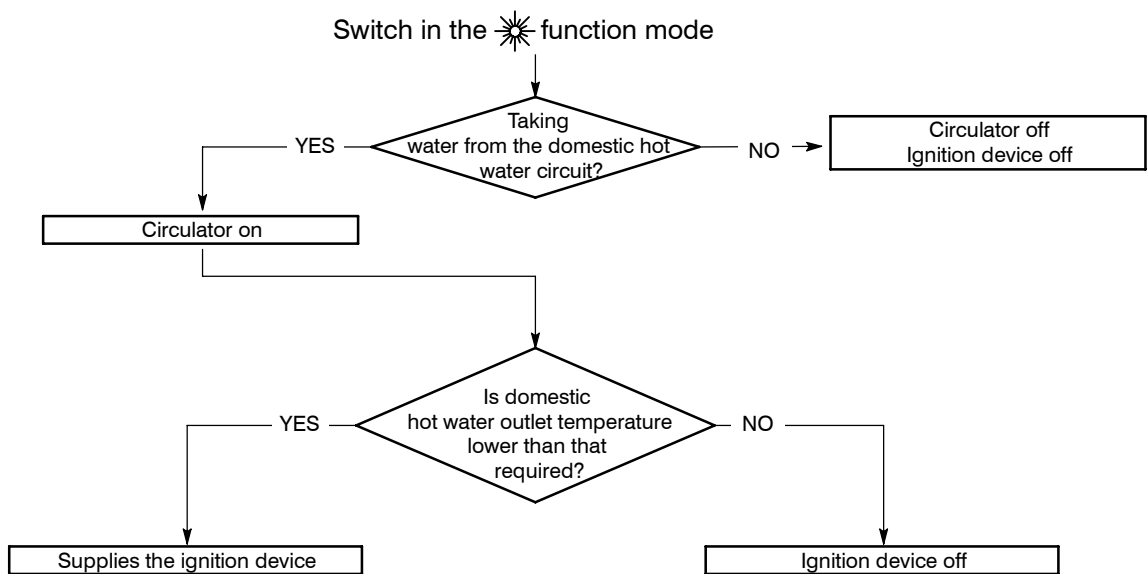 Switch in the function mode
Taking
water from the domestic hot
water circuit?
YES
NO
Circulator off
Ignition device off
Circulator on
Is domestic
hot water outlet temperature
lower than that
required?
YES
NO
Supplies the ignition device
Ignition device off